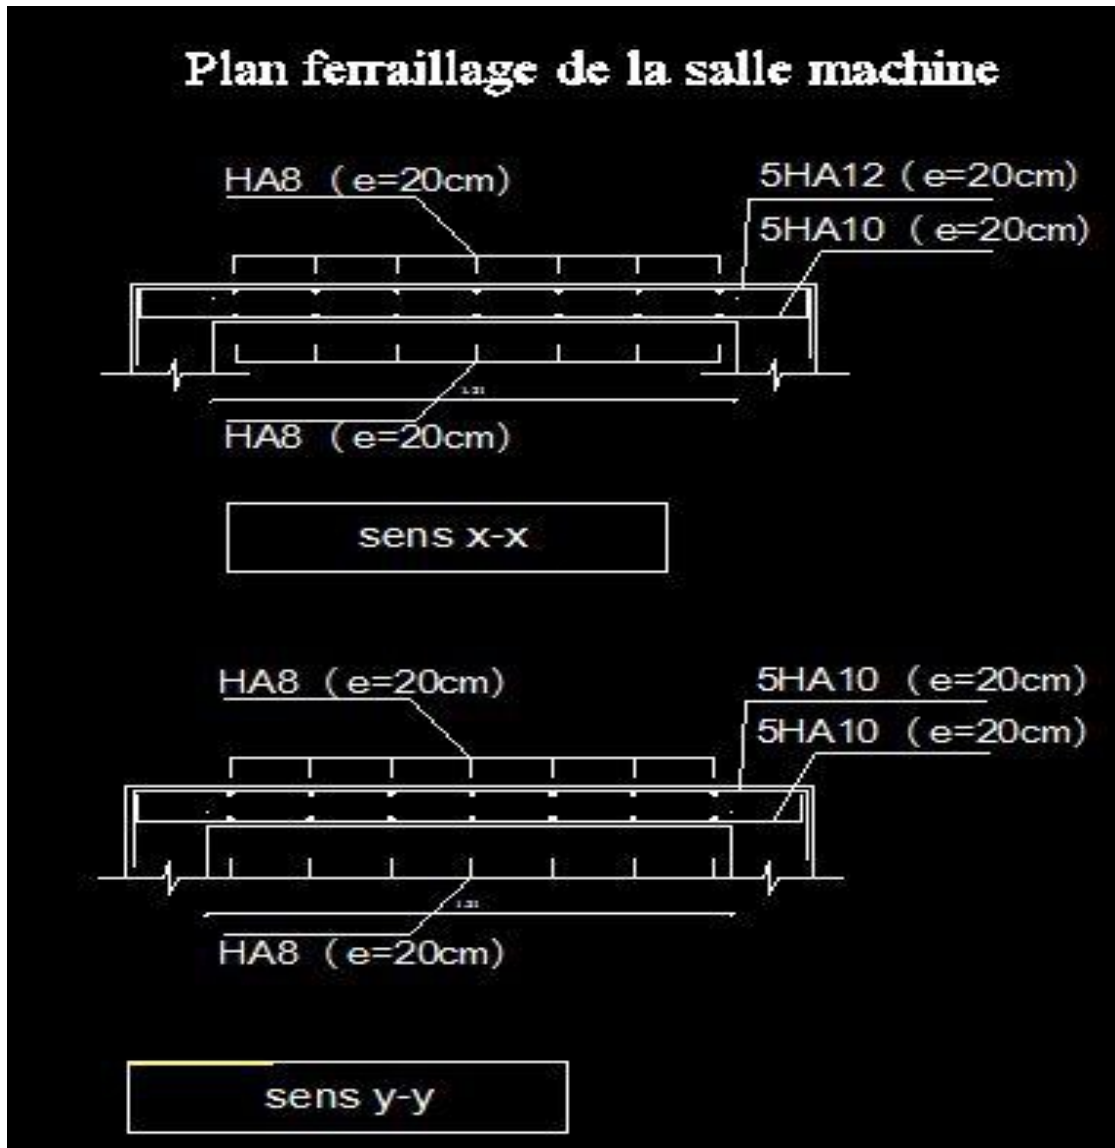 Plan ferraillage de la salle machine
HA8 (e=20cm)
5HA12 (e=20cm)
5HA10 (e=20cm)
HA8 (e=20cm)
sens x-x
HA8 (e=20cm)
5HA10 (e=20cm)
5HA10 (e=20cm)
HA8 (e=20cm)
sens y-y